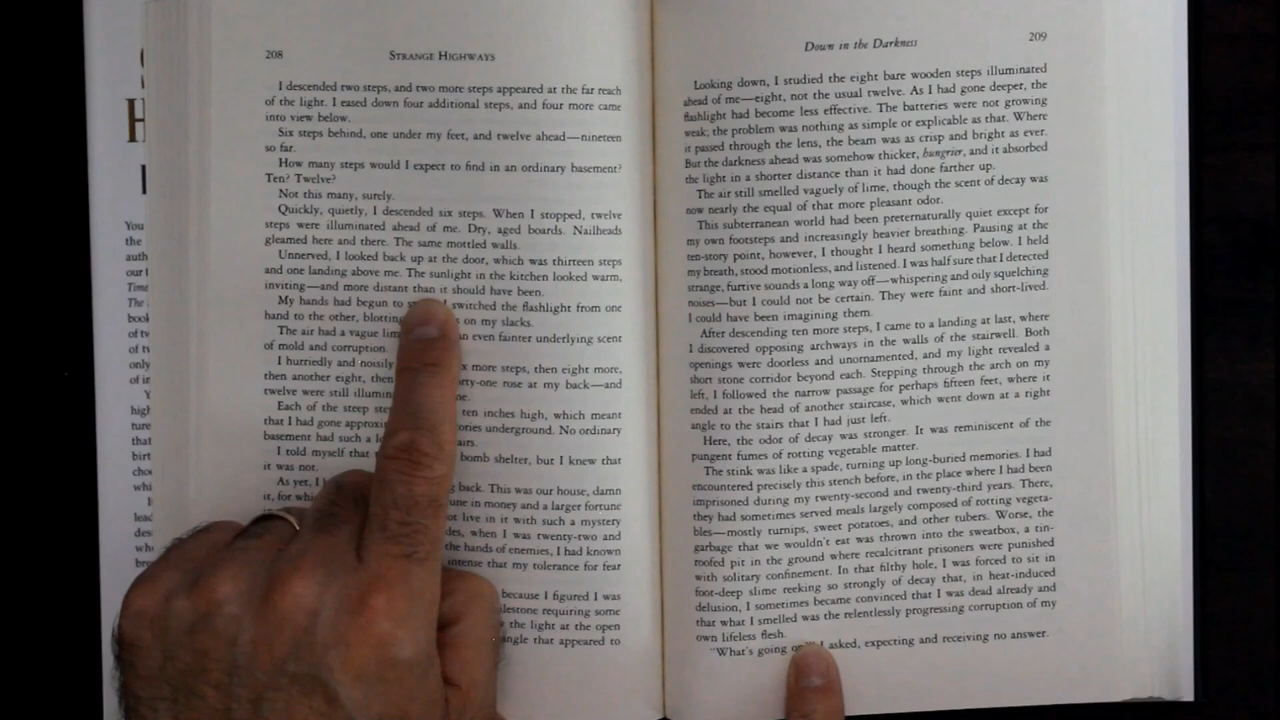 208
STRANGE HIGHWAYS
I descended two steps, and two more steps appeared at the far reach
of the light. I eased down four additional steps, and four more came
into view below.
Six steps behind, one under my feet, and twelve ahead—nineteen
so far.
How many steps would I expect to find in an ordinary basement?
Ten? Twelve?
Not this many, surely.
Quickly, quietly, I descended six steps. When I stopped, twelve
steps were illuminated ahead of me. Dry, aged boards. Nailheads
gleamed here and there. The same mottled walls.
Unnerved, I looked back up at the door, which was thirteen steps
and one landing above me. The sunlight in the kitchen looked warm,
inviting—and more distant than it should have been.
My hands had begun to I switched the flashlight from one
hand to the other, blotting on my slacks.
The air had a vague an even fainter underlying scent
of mold and corruption.
I hurriedly and noisily more steps, then eight more,
then another eight, then rose at my back—and
twelve were still
Each of the steep ten inches high, which meant
that I had gone underground. No ordinary
basement had such a
I told myself that bomb shelter, but I knew that
it was not.
As yet, I back. This was our house, damn
it, for in money and a larger fortune
live in it with such a mystery
when I was twenty-two and
the hands of enemies, I had known
intense that my tolerance for fear
because I figured I was
requiring some
the light at the open
that appeared to
Down in the Darkness
209
Looking down, I studied the eight bare wooden steps illuminated
ahead of me—eight, not the usual twelve. As I had gone deeper, the
flashlight had become less effective. The batteries were not growing
weak; the problem was nothing as simple or explicable as that. Where
it passed through the lens, the beam was as crisp and bright as ever.
But the darkness ahead was somehow thicker, hungrier, and it absorbed
the light in a shorter distance than it had done farther up.
The air still smelled vaguely of lime, though the scent of decay was
now nearly the equal of that more pleasant odor.
This subterranean world had been preternaturally quiet except for
my own footsteps and increasingly heavier breathing. Pausing at the
ten-story point, however, I thought I heard something below. I held
my breath, stood motionless, and listened. I was half sure that I detected
strange, furtive sounds a long way off—whispering and oily squelching
noises—but I could not be certain. They were faint and short-lived.
I could have been imagining them.
After descending ten more steps, I came to a landing at last, where
I discovered opposing archways in the walls of the stairwell. Both
openings were doorless and unornamented, and my light revealed a
short stone corridor beyond each. Stepping through the arch on my
left, I followed the narrow passage for perhaps fifteen feet, where it
ended at the head of another staircase, which went down at a right
angle to the stairs that I had just left.
Here, the odor of decay was stronger. It was reminiscent of the
pungent fumes of rotting vegetable matter.
The stink was like a spade, turning up long-buried memories. I had
encountered precisely this stench before, in the place where I had been
imprisoned during my twenty-second and twenty-third years. There,
they had sometimes served meals largely composed of rotting vegeta-
bles—mostly turnips, sweet potatoes, and other tubers. Worse, the
garbage that we wouldn't eat was thrown into the sweatbox, a tin-
roofed pit in the ground where recalcitrant prisoners were punished
with solitary confinement. In that filthy hole, I was forced to sit in
foot-deep slime reeking so strongly of decay that, in heat-induced
delusion, I sometimes became convinced that I was dead already and
that what I smelled was the relentlessly progressing corruption of my
own lifeless flesh.
"What's going I asked, expecting and receiving no answer.